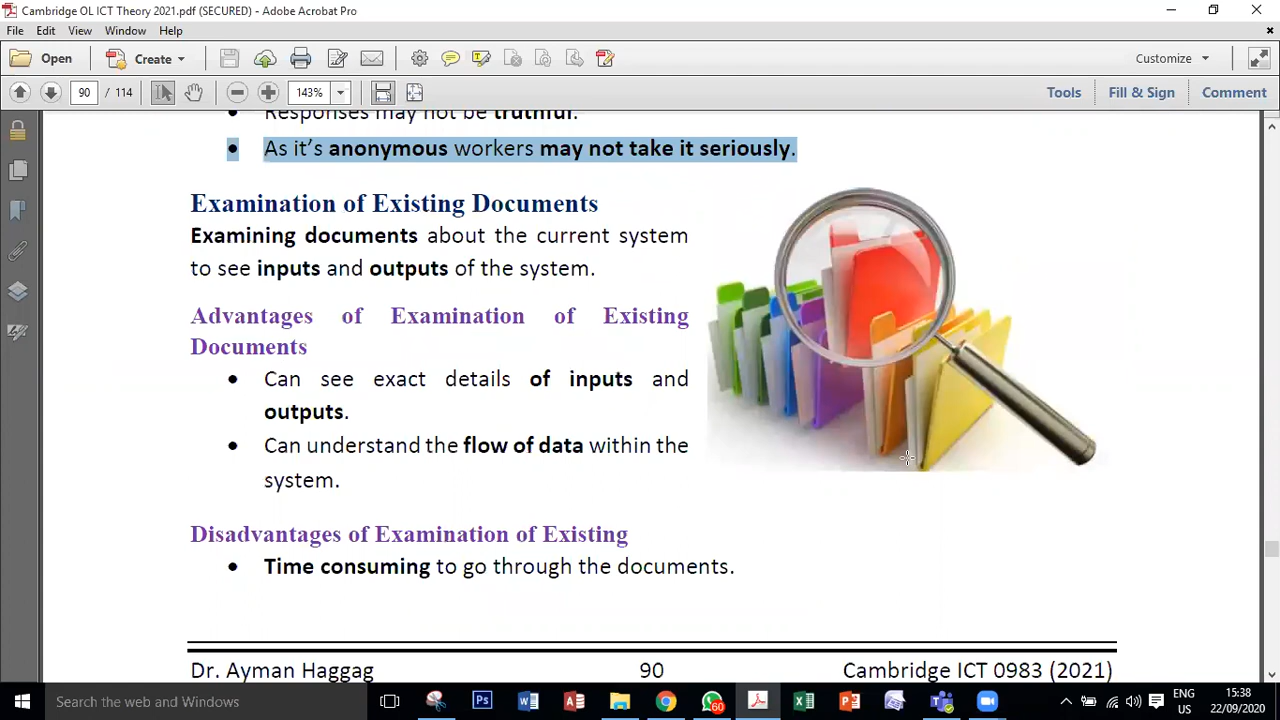 Cambridge OL ICT Theory 2021.pdf (SECURED) - Adobe Acrobat Pro
File Edit View Window Help
Open Create Customize
90 / 114 143% Tools Fill & Sign Comment
• Responses may not be truthful.
• As it's anonymous workers may not take it seriously.
Examination of Existing Documents
Examining documents about the current system
to see inputs and outputs of the system.
Advantages of Examination of Existing
Documents
• Can see exact details of inputs and
outputs.
• Can understand the flow of data within the
system.
Disadvantages of Examination of Existing
• Time consuming to go through the documents.
Dr. Ayman Haggag 90 Cambridge ICT 0983 (2021)
Search the web and Windows
60
ENG
US
15:38
22/09/2020